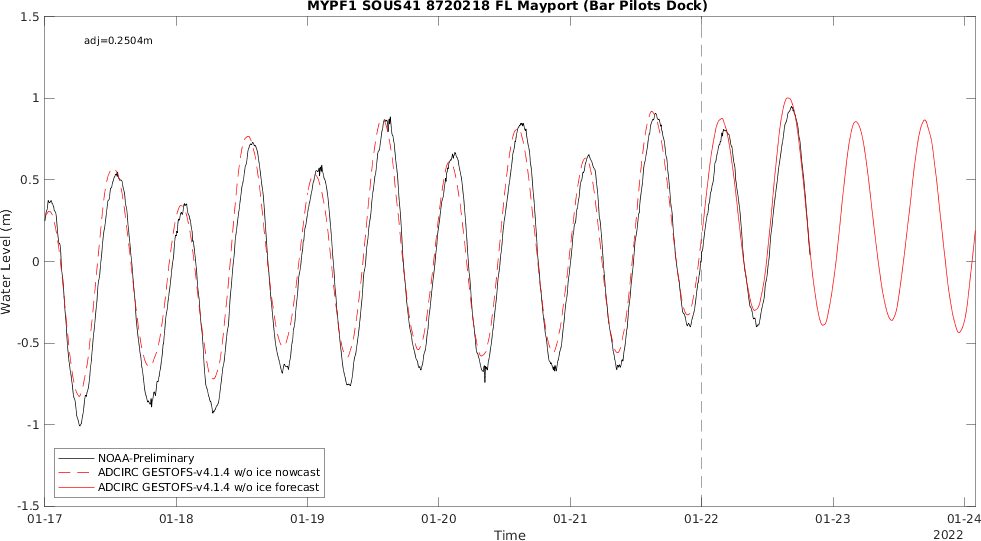 MYPF1 SOUS41 8720218 FL Mayport (Bar Pilots Dock)
adj=0.2504m
1.5
1
0.5
0
-0.5
-1
-1.5
Water Level (m)
NOAA-Preliminary
ADCIRC GESTOFS-v4.1.4 w/o ice nowcast
ADCIRC GESTOFS-v4.1.4 w/o ice forecast
01-17 01-18 01-19 01-20 01-21 01-22 01-23 01-24
Time
2022